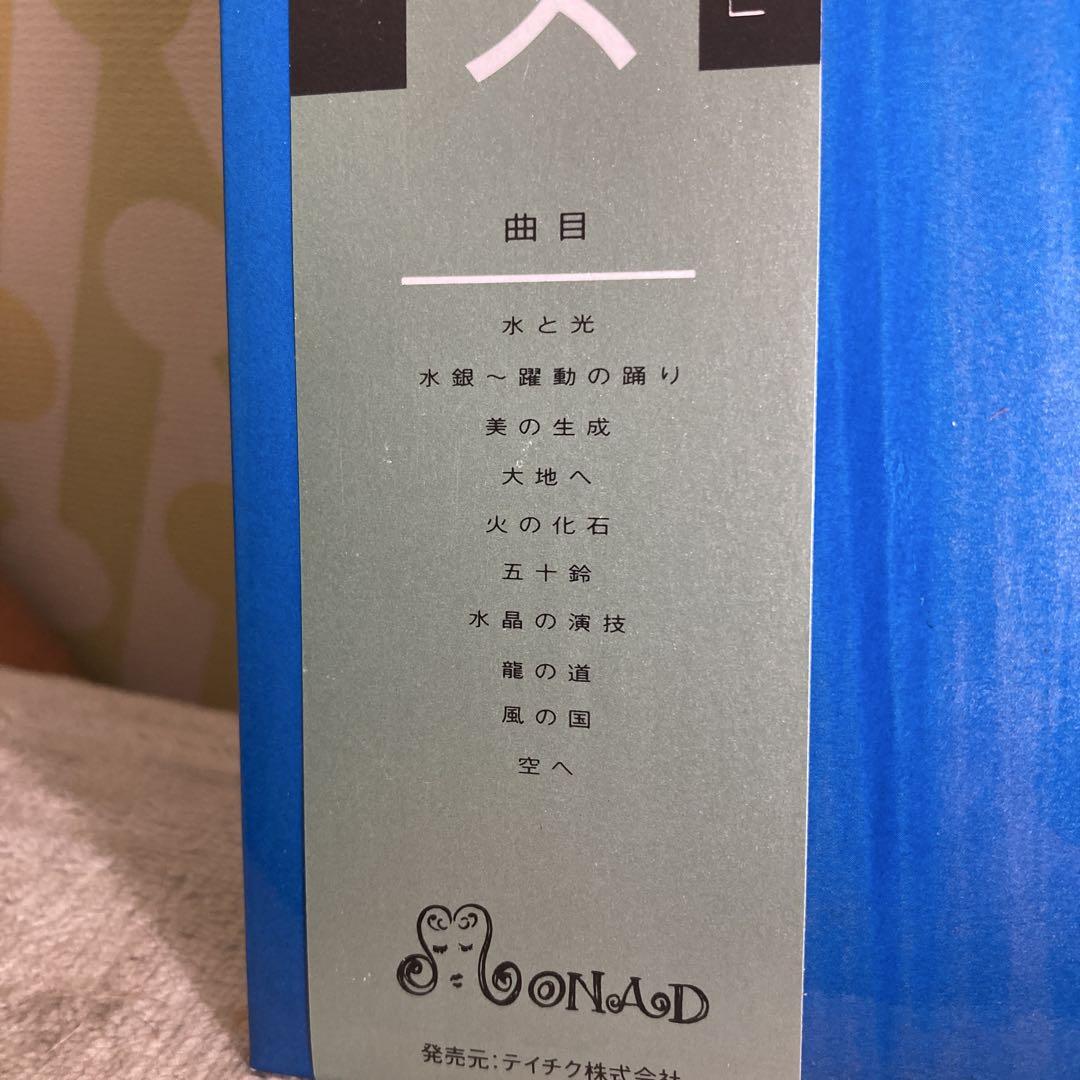 ス
曲目
水と光
水銀～躍動の踊り
美の生成
大地へ
火の化石
五十鈴
水晶の演技
龍の道
風の国
空へ
MONAD
発売元：テイチク株式会社